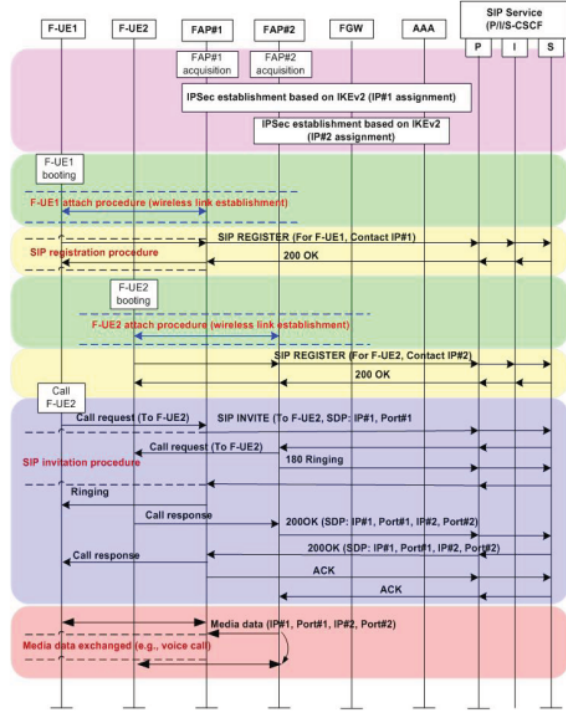 F-UE1 F-UE2 FAP#1 FAP#2 FGW AAA
SIP Service
(P/I/S-CSCF
P I S
FAP#1
acquisition
FAP#2
acquisition
IPSec establishment based on IKEv2 (IP#1 assignment)
IPSec establishment based on IKEv2
(IP#2 assignment)
F-UE1
booting
F-UE1 attach procedure (wireless link establishment)
SIP REGISTER (For F-UE1, Contact IP#1)
SIP registration procedure
200 OK
F-UE2
booting
F-UE2 attach procedure (wireless link establishment)
SIP REGISTER (For F-UE2, Contact IP#2)
200 OK
Call
F-UE2
Call request (To F-UE2)
SIP INVITE (To F-UE2, SDP: IP#1, Port#1
Call request (To F-UE2)
SIP invitation procedure
180 Ringing
Ringing
Call response
200OK (SDP: IP#1, Port#1, IP#2, Port#2)
200OK (SDP: IP#1, Port#1, IP#2, Port#2)
Call response
ACK
ACK
Media data (IP#1, Port#1, IP#2, Port#2)
Media data exchanged (e.g., voice call)